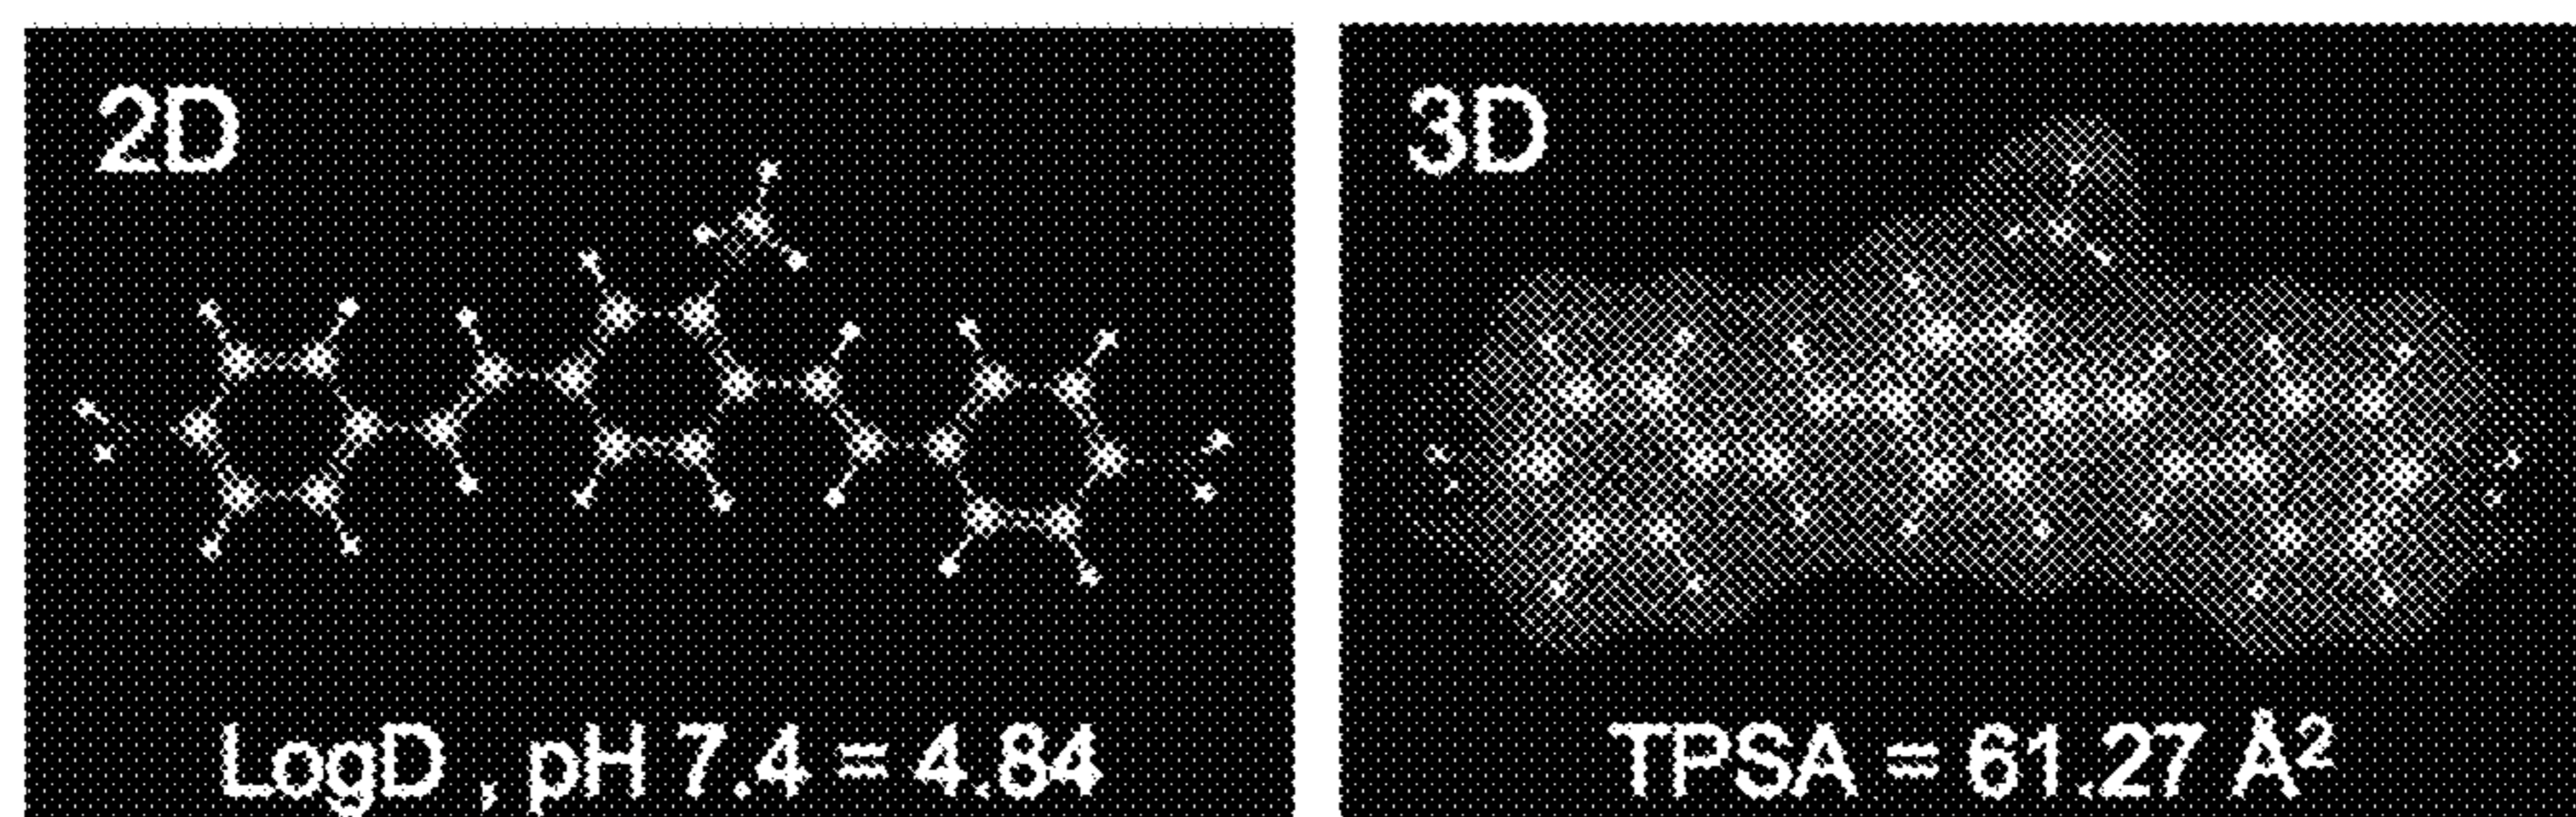 2D
LogD , pH 7.4 = 4.84
3D
TPSA = 61.27 Å²